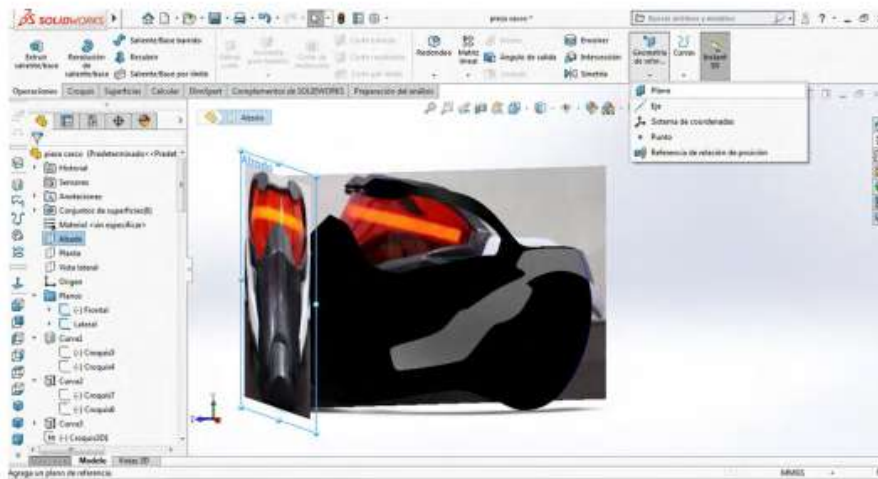 SOLIDWORKS
pieza casco *
Extruir saliente/base
Revolución de saliente/base
Saliente/Base barrido
Recubrir
Saliente/Base por límite
Redondeo
Matriz lineal
Ángulo de salida
Envolver
Intersección
Simetría
Geometría de refer...
Curvas
Instant 3D
Operaciones
Croquis
Superficies
Calcular
DimXpert
Complementos de SOLIDWORKS
Preparación del análisis
Plano
Eje
Sistema de coordenadas
Punto
Referencia de relación de posición
Alzado
Alzado
pieza casco (Predeterminado<<Predet
Historial
Sensores
Anotaciones
Conjuntos de superficies(8)
Material <sin especificar>
Alzado
Planta
Vista lateral
Origen
Planos
(-) Frontal
Lateral
Curva1
(-) Croquis3
(-) Croquis4
Curva2
(-) Croquis7
(-) Croquis8
Curva3
(-) Croquis3D1
Modelo
Vistas 3D
Agrega un plano de referencia.
MMGS